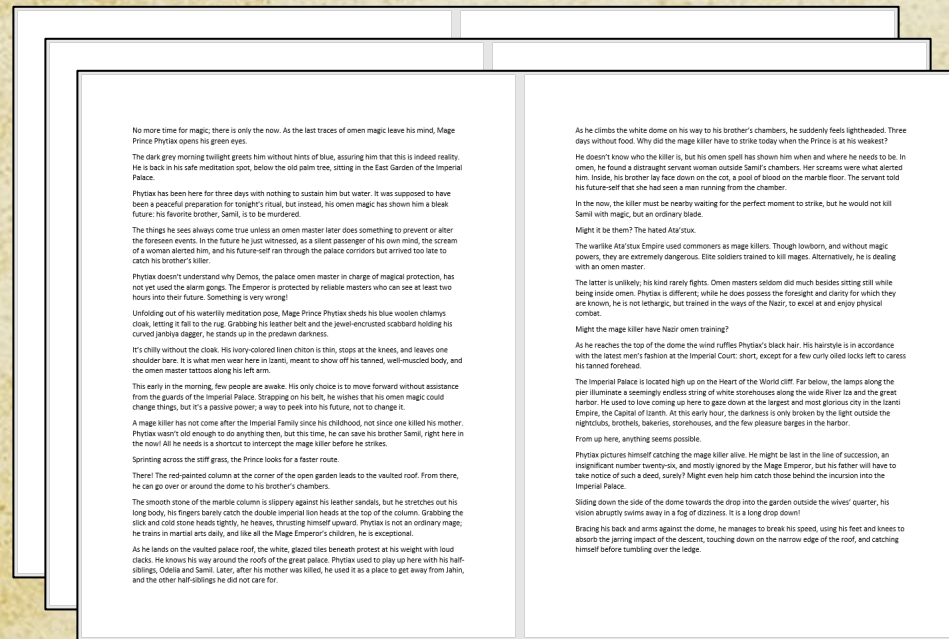 No more time for magic; there is only the now. As the last traces of omen magic leave his mind, Mage
Prince Phytiax opens his green eyes.
The dark grey morning twilight greets him without hints of blue, assuring him that this is indeed reality.
He is back in his safe meditation spot, below the old palm tree, sitting in the East Garden of the Imperial
Palace.
Phytiax has been here for three days with nothing to sustain him but water. It was supposed to have
been a peaceful preparation for tonight's ritual, but instead, his omen magic has shown him a bleak
future: his favorite brother, Samil, is to be murdered.
The things he sees always come true unless an omen master later does something to prevent or alter
the foreseen events. In the future he just witnessed, as a silent passenger of his own mind, the scream
of a woman alerted him, and his future-self ran through the palace corridors but arrived too late to
catch his brother's killer.
Phytiax doesn't understand why Demos, the palace omen master in charge of magical protection, has
not yet used the alarm gongs. The Emperor is protected by reliable masters who can see at least two
hours into their future. Something is very wrong!
Unfolding out of his waterlily meditation pose, Mage Prince Phytiax sheds his blue woolen chlamys
cloak, letting it fall to the rug. Grabbing his leather belt and the jewel-encrusted scabbard holding his
curved janbiya dagger, he stands up in the predawn darkness.
It's chilly without the cloak. His ivory-colored linen chiton is thin, stops at the knees, and leaves one
shoulder bare. It is what men wear here in Izanti, meant to show off his tanned, well-muscled body, and
the omen master tattoos along his left arm.
This early in the morning, few people are awake. His only choice is to move forward without assistance
from the guards of the Imperial Palace. Strapping on his belt, he wishes that his omen magic could
change things, but it's a passive power; a way to peek into his future, not to change it.
A mage killer has not come after the Imperial Family since his childhood, not since one killed his mother.
Phytiax wasn't old enough to do anything then, but this time, he can save his brother Samil, right here in
the now! All he needs is a shortcut to intercept the mage killer before he strikes.
Sprinting across the stiff grass, the Prince looks for a faster route.
There! The red-painted column at the corner of the open garden leads to the vaulted roof. From there,
he can go over or around the dome to his brother's chambers.
The smooth stone of the marble column is slippery against his leather sandals, but he stretches out his
long body, his fingers barely catch the double imperial lion heads at the top of the column. Grabbing the
slick and cold stone heads tightly, he heaves, thrusting himself upward. Phytiax is not an ordinary mage;
he trains in martial arts daily, and like all the Mage Emperor's children, he is exceptional.
As he lands on the vaulted palace roof, the white, glazed tiles beneath protest at his weight with loud
clacks. He knows his way around the roofs of the great palace. Phytiax used to play up here with his half-
siblings, Odelia and Samil. Later, after his mother was killed, he used it as a place to get away from Jahin,
and the other half-siblings he did not care for.
As he climbs the white dome on his way to his brother's chambers, he suddenly feels lightheaded. Three
days without food. Why did the mage killer have to strike today when the Prince is at his weakest?
He doesn't know who the killer is, but his omen spell has shown him when and where he needs to be. In
omen, he found a distraught servant woman outside Samil's chambers. Her screams were what alerted
him. Inside, his brother lay face down on the cot, a pool of blood on the marble floor. The servant told
his future-self that she had seen a man running from the chamber.
In the now, the killer must be nearby waiting for the perfect moment to strike, but he would not kill
Samil with magic, but an ordinary blade.
Might it be them? The hated Ata'stux.
The warlike Ata'stux Empire used commoners as mage killers. Though lowborn, and without magic
powers, they are extremely dangerous. Elite soldiers trained to kill mages. Alternatively, he is dealing
with an omen master.
The latter is unlikely; his kind rarely fights. Omen masters seldom did much besides sitting still while
being inside omen. Phytiax is different; while he does possess the foresight and clarity for which they
are known, he is not lethargic, but trained in the ways of the Nazir, to excel at and enjoy physical
combat.
Might the mage killer have Nazir omen training?
As he reaches the top of the dome the wind ruffles Phytiax's black hair. His hairstyle is in accordance
with the latest men's fashion at the Imperial Court: short, except for a few curly oiled locks left to caress
his tanned forehead.
The Imperial Palace is located high up on the Heart of the World cliff. Far below, the lamps along the
pier illuminate a seemingly endless string of white storehouses along the wide River Iza and the great
harbor. He used to love coming up here to gaze down at the largest and most glorious city in the Izanti
Empire, the Capital of Izanth. At this early hour, the darkness is only broken by the light outside the
nightclubs, brothels, bakeries, storehouses, and the few pleasure barges in the harbor.
From up here, anything seems possible.
Phytiax pictures himself catching the mage killer alive. He might be last in the line of succession, an
insignificant number twenty-six, and mostly ignored by the Mage Emperor, but his father will have to
take notice of such a deed, surely? Might even help him catch those behind the incursion into the
Imperial Palace.
Sliding down the side of the dome towards the drop into the garden outside the wives' quarter, his
vision abruptly swims away in a fog of dizziness. It is a long drop down!
Bracing his back and arms against the dome, he manages to break his speed, using his feet and knees to
absorb the jarring impact of the descent, touching down on the narrow edge of the roof, and catching
himself before tumbling over the ledge.